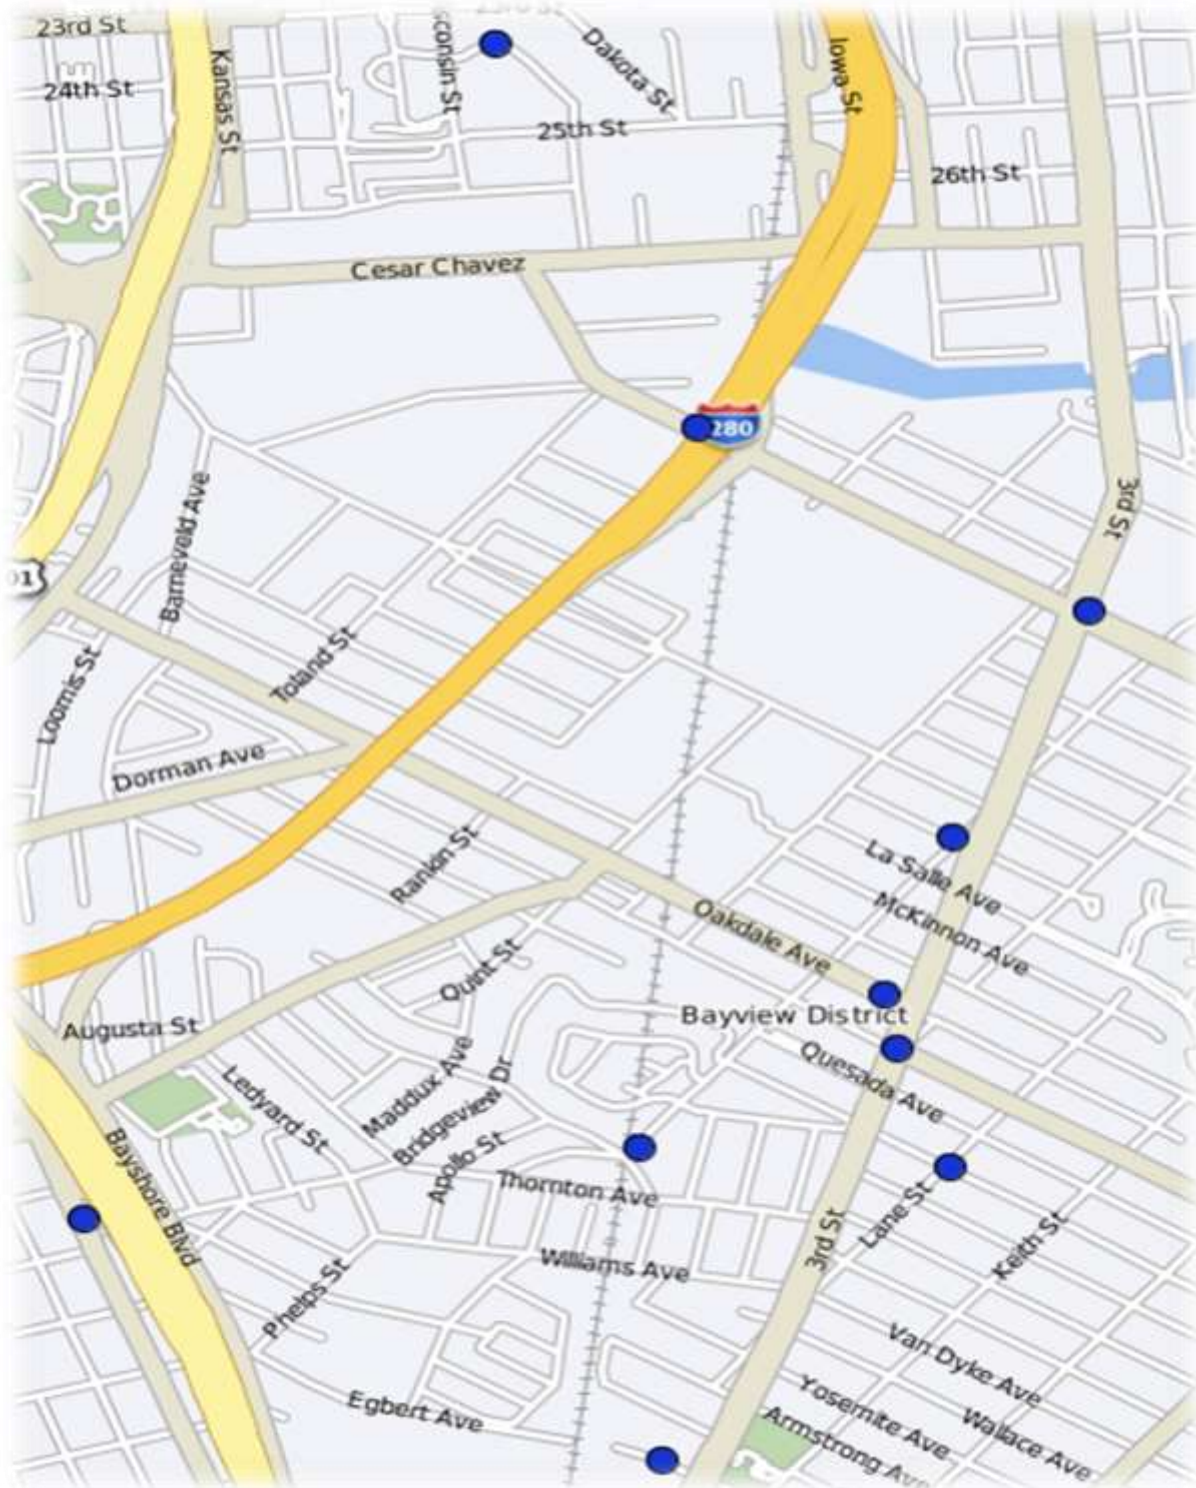 23rd St
23rd St
24th St
Kansas St
consin St
Dakota St
Iowa St
25th St
26th St
Cesar Chavez
280
3rd St
Barneveld Ave
Toland St
Loomis St
Dorman Ave
Rankin St
La Salle Ave
McKinnon Ave
Oakdale Ave
Quint St
Bayview District
Augusta St
Quesada Ave
Ledyard St
Maddux Ave
Bridgeview Dr
Apollo St
Thornton Ave
Bayshore Blvd
Lane St
Keith St
3rd St
Williams Ave
Phelps St
Van Dyke Ave
Egbert Ave
Yosemite Ave
Wallace Ave
Armstrong Ave